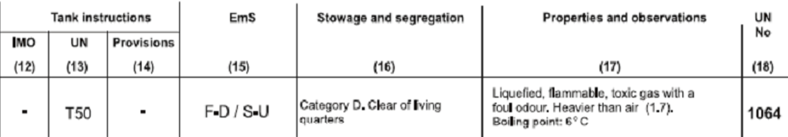 Tank instructions EmS Stowage and segregation Properties and observations UN
No
IMO UN Provisions
(12) (13) (14) (15) (16) (17) (18)
- T50 - F-D / S-U Category D. Clear of living
quarters Liquefied, flammable, toxic gas with a
foul odour. Heavier than air (1.7).
Boiling point: 6°C 1064